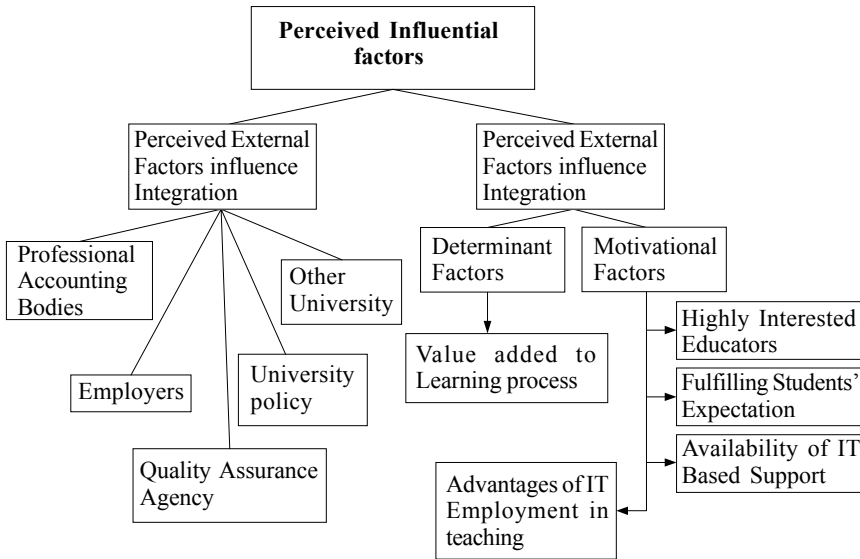 Perceived Influential
factors
Perceived External
Factors influence
Integration
Perceived External
Factors influence
Integration
Professional
Accounting
Bodies
Other
University
Determinant
Factors
Motivational
Factors
Employers
University
policy
Quality Assurance
Agency
Value added to
Learning process
Highly Interested
Educators
Fulfilling Students’
Expectation
Availability of IT
Based Support
Advantages of IT
Employment in
teaching